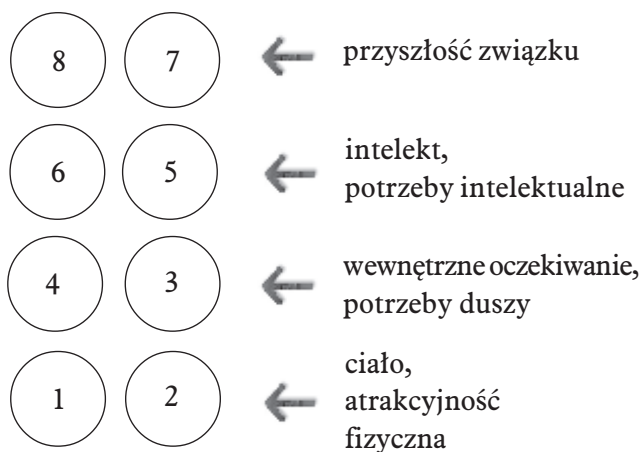 8 7 przyszłość związku
6 5 intelekt,
potrzeby intelektualne
4 3 wewnętrzne oczekiwanie,
potrzeby duszy
1 2 ciało,
atrakcyjność
fizyczna